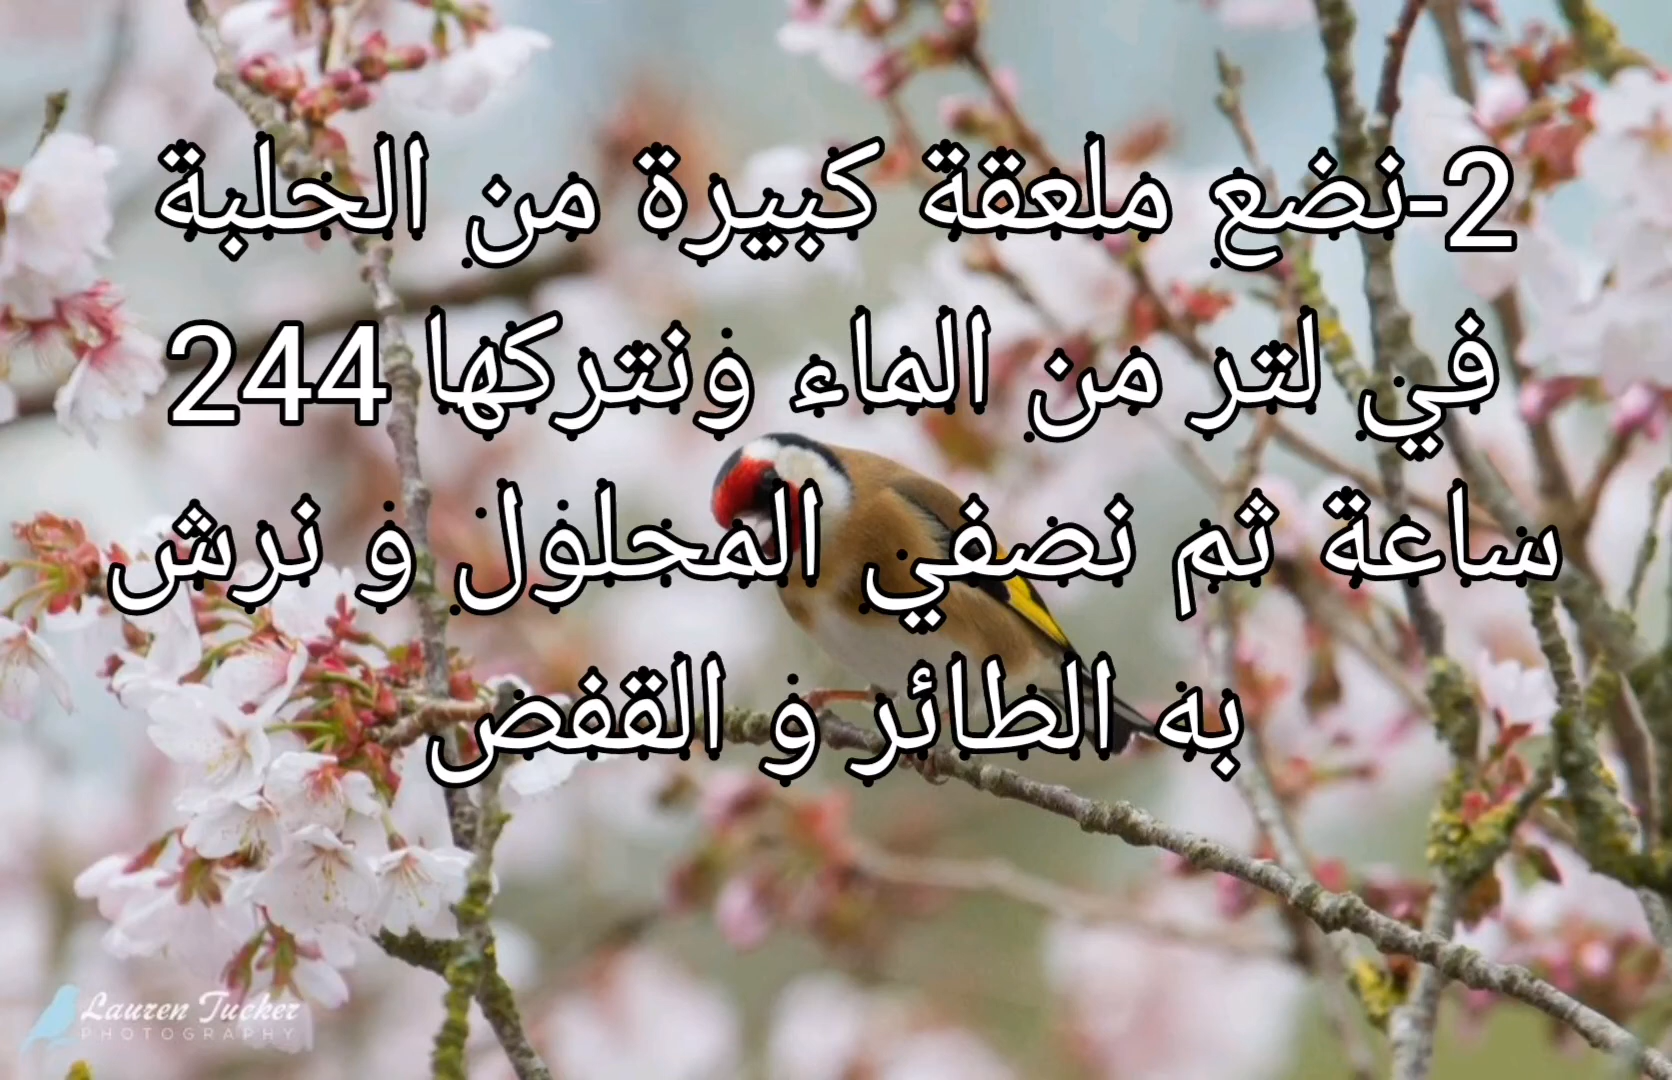 2-نضع ملعقة كبيرة من الحلبة
في لتر من الماء ونتركها 244
ساعة ثم نصفي المحلول و نرش
به الطائر و القفص
Lauren Tucker
PHOTOGRAPHY